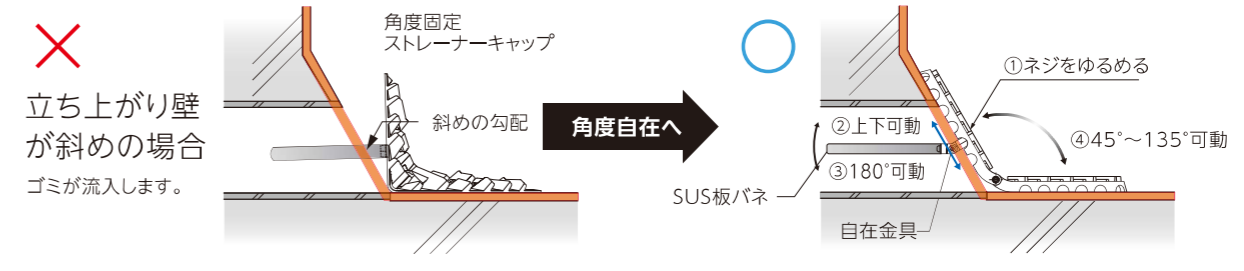 立ち上がり壁
が斜めの場合
ゴミが流入します。
角度固定
ストレーナーキャップ
斜めの勾配
角度自在へ
①ネジをゆるめる
②上下可動
③180°可動
④45°～135°可動
SUS板バネ
自在金具